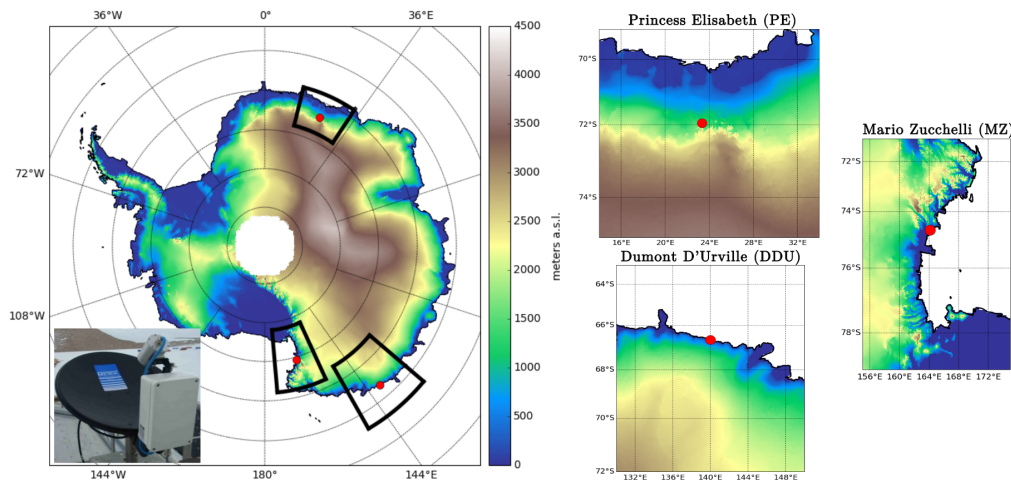 36°W 0° 36°E
72°W
108°W
144°W 180° 144°E
4500
4000
3500
3000
2500
2000
1500
1000
500
0
meters a.s.l.
Princess Elisabeth (PE)
70°S
72°S
74°S
16°E 20°E 24°E 28°E 32°E
Dumont D'Urville (DDU)
64°S
66°S
68°S
70°S
72°S
132°E 136°E 140°E 144°E 148°E
Mario Zucchelli (MZ)
72°S
74°S
76°S
78°S
156°E 160°E 164°E 168°E 172°E